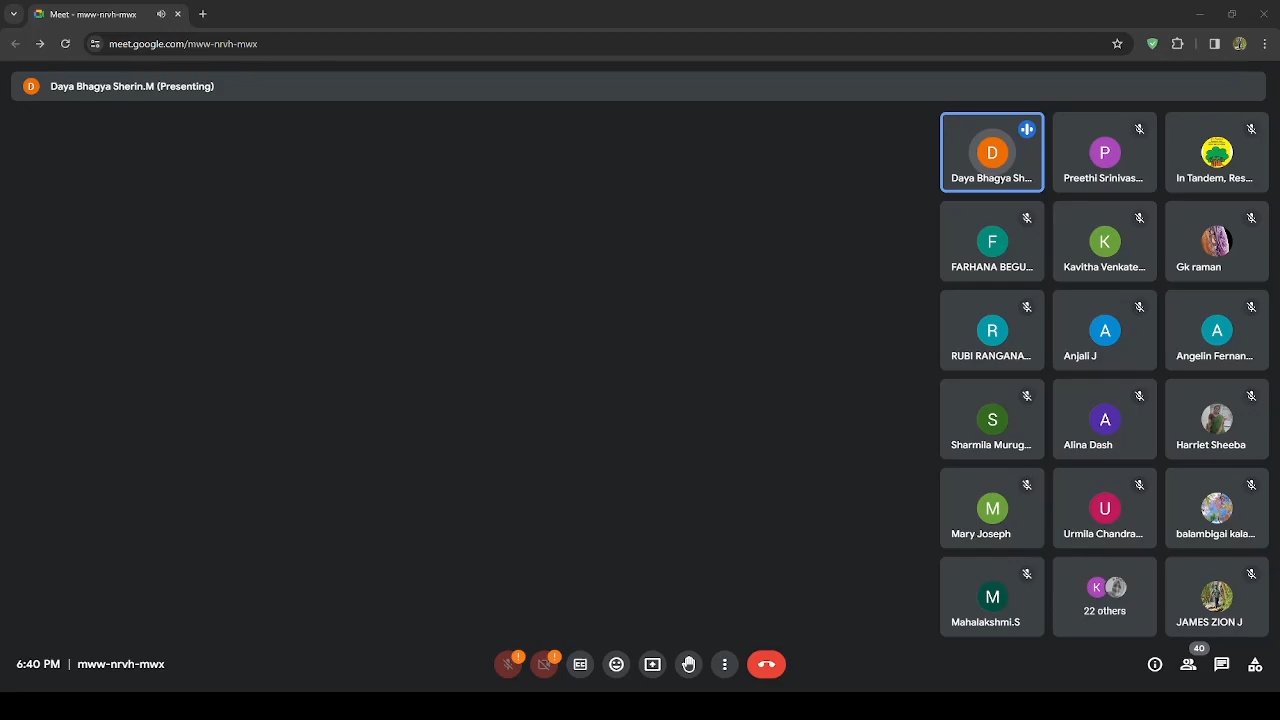 Meet - mww-nrvh-mwx
meet.google.com/mww-nrvh-mwx
D Daya Bhagya Sherin.M (Presenting)
D
Daya Bhagya Sh...
P
Preethi Srinivas...
In Tandem, Res...
F
FARHANA BEGU...
K
Kavitha Venkate...
Gk raman
R
RUBI RANGANA...
A
Anjali J
A
Angelin Fernan...
S
Sharmila Murug...
A
Alina Dash
Harriet Sheeba
M
Mary Joseph
U
Urmila Chandra...
balambigai kala...
M
Mahalakshmi.S
K
22 others
JAMES ZION J
6:40 PM | mww-nrvh-mwx
40